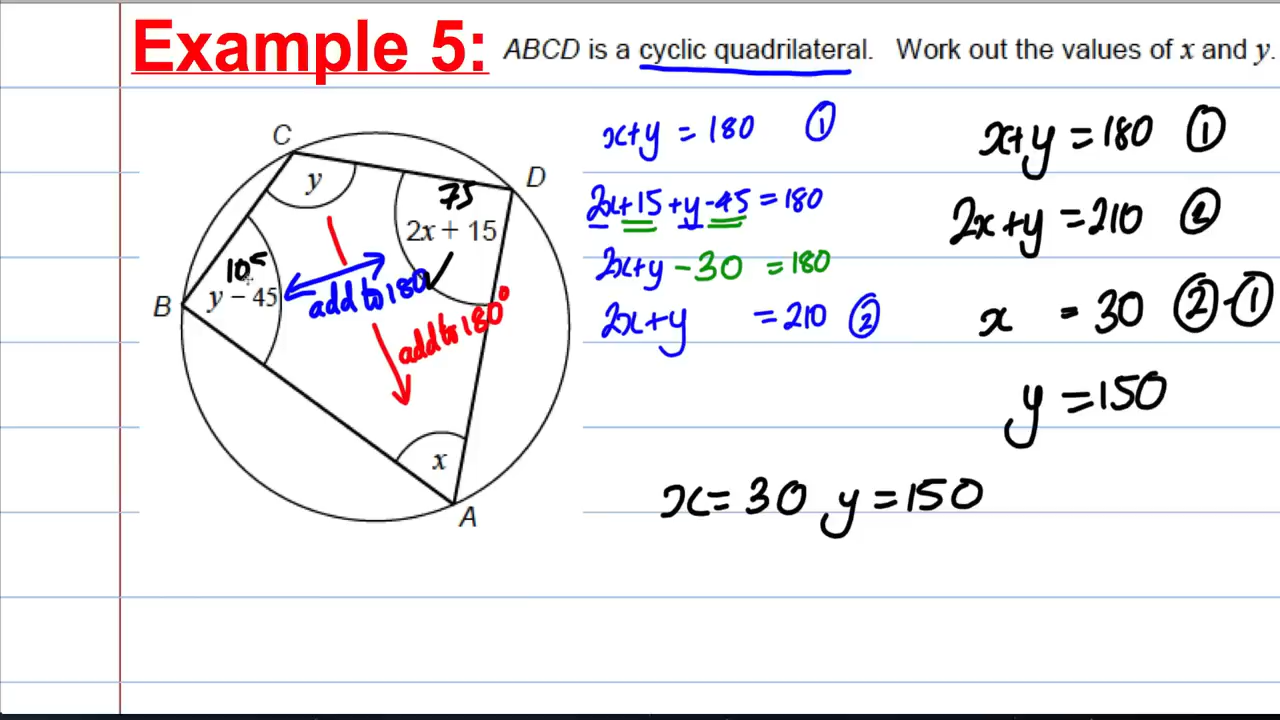 Example 5: ABCD is a cyclic quadrilateral. Work out the values of x and y.
C
y
D
75
2x + 15
105
y − 45
B
add to 180
add to 180°
x
A
x+y = 180 ①
2x+15+y-45=180
2x+y -30 =180
2x+y =210 ②
x+y =180 ①
2x+y =210 ②
x = 30 ②-①
y =150
x= 30 y =150